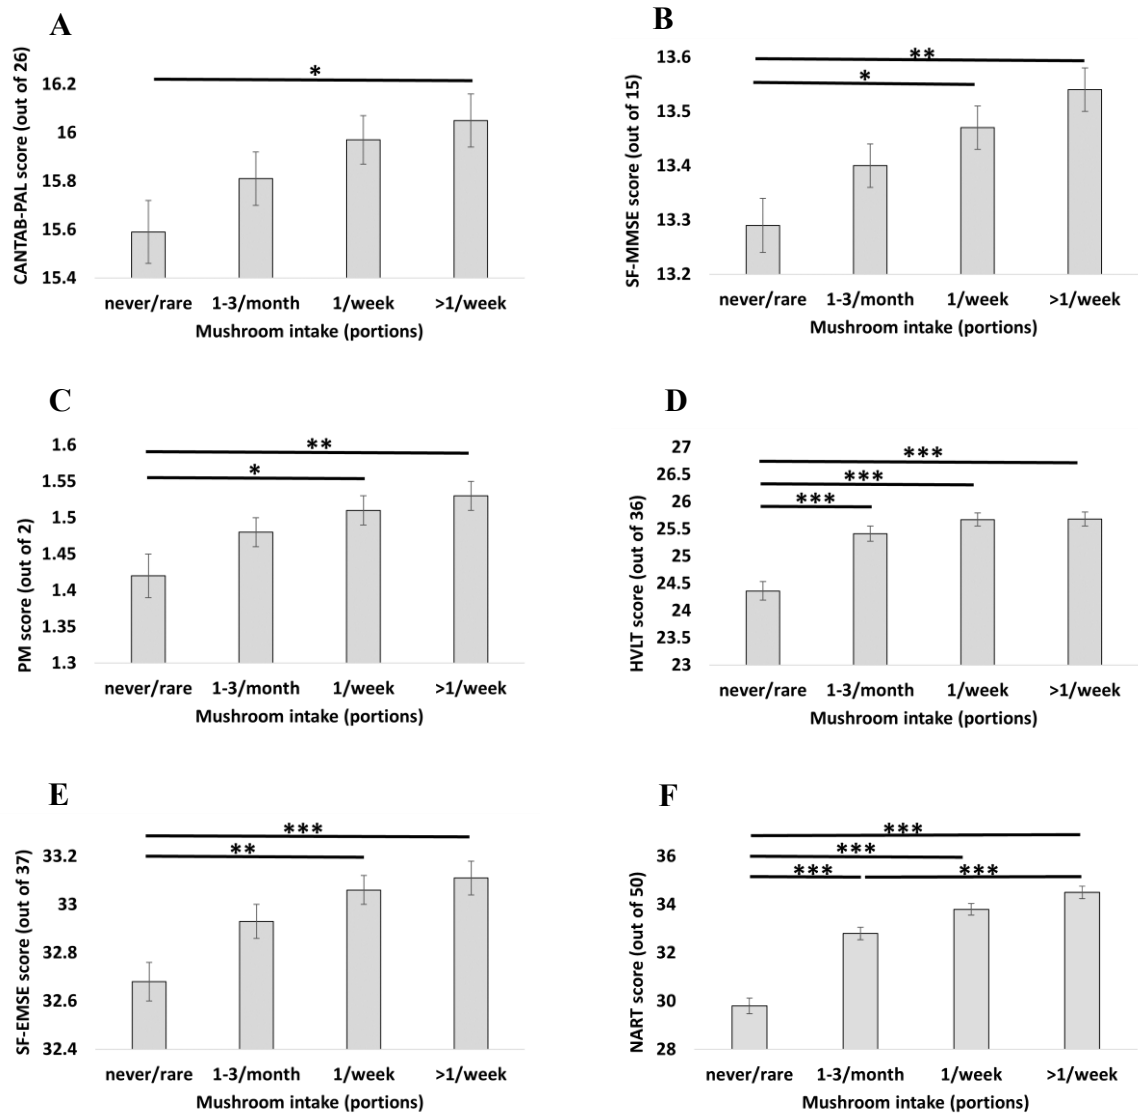 A
CANTAB-PAL score (out of 26)
16.2
16
15.8
15.6
15.4
*
never/rare 1-3/month 1/week >1/week
Mushroom intake (portions)
B
SF-MMSE score (out of 15)
13.6
13.5
13.4
13.3
13.2
**
*
never/rare 1-3/month 1/week >1/week
Mushroom intake (portions)
C
PM score (out of 2)
1.6
1.55
1.5
1.45
1.4
1.35
1.3
**
*
never/rare 1-3/month 1/week >1/week
Mushroom intake (portions)
D
HVLT score (out of 36)
27
26.5
26
25.5
25
24.5
24
23.5
23
***
***
***
never/rare 1-3/month 1/week >1/week
Mushroom intake (portions)
E
SF-EMSE score (out of 37)
33.2
33
32.8
32.6
32.4
***
**
never/rare 1-3/month 1/week >1/week
Mushroom intake (portions)
F
NART score (out of 50)
36
34
32
30
28
***
***
*** ***
never/rare 1-3/month 1/week >1/week
Mushroom intake (portions)